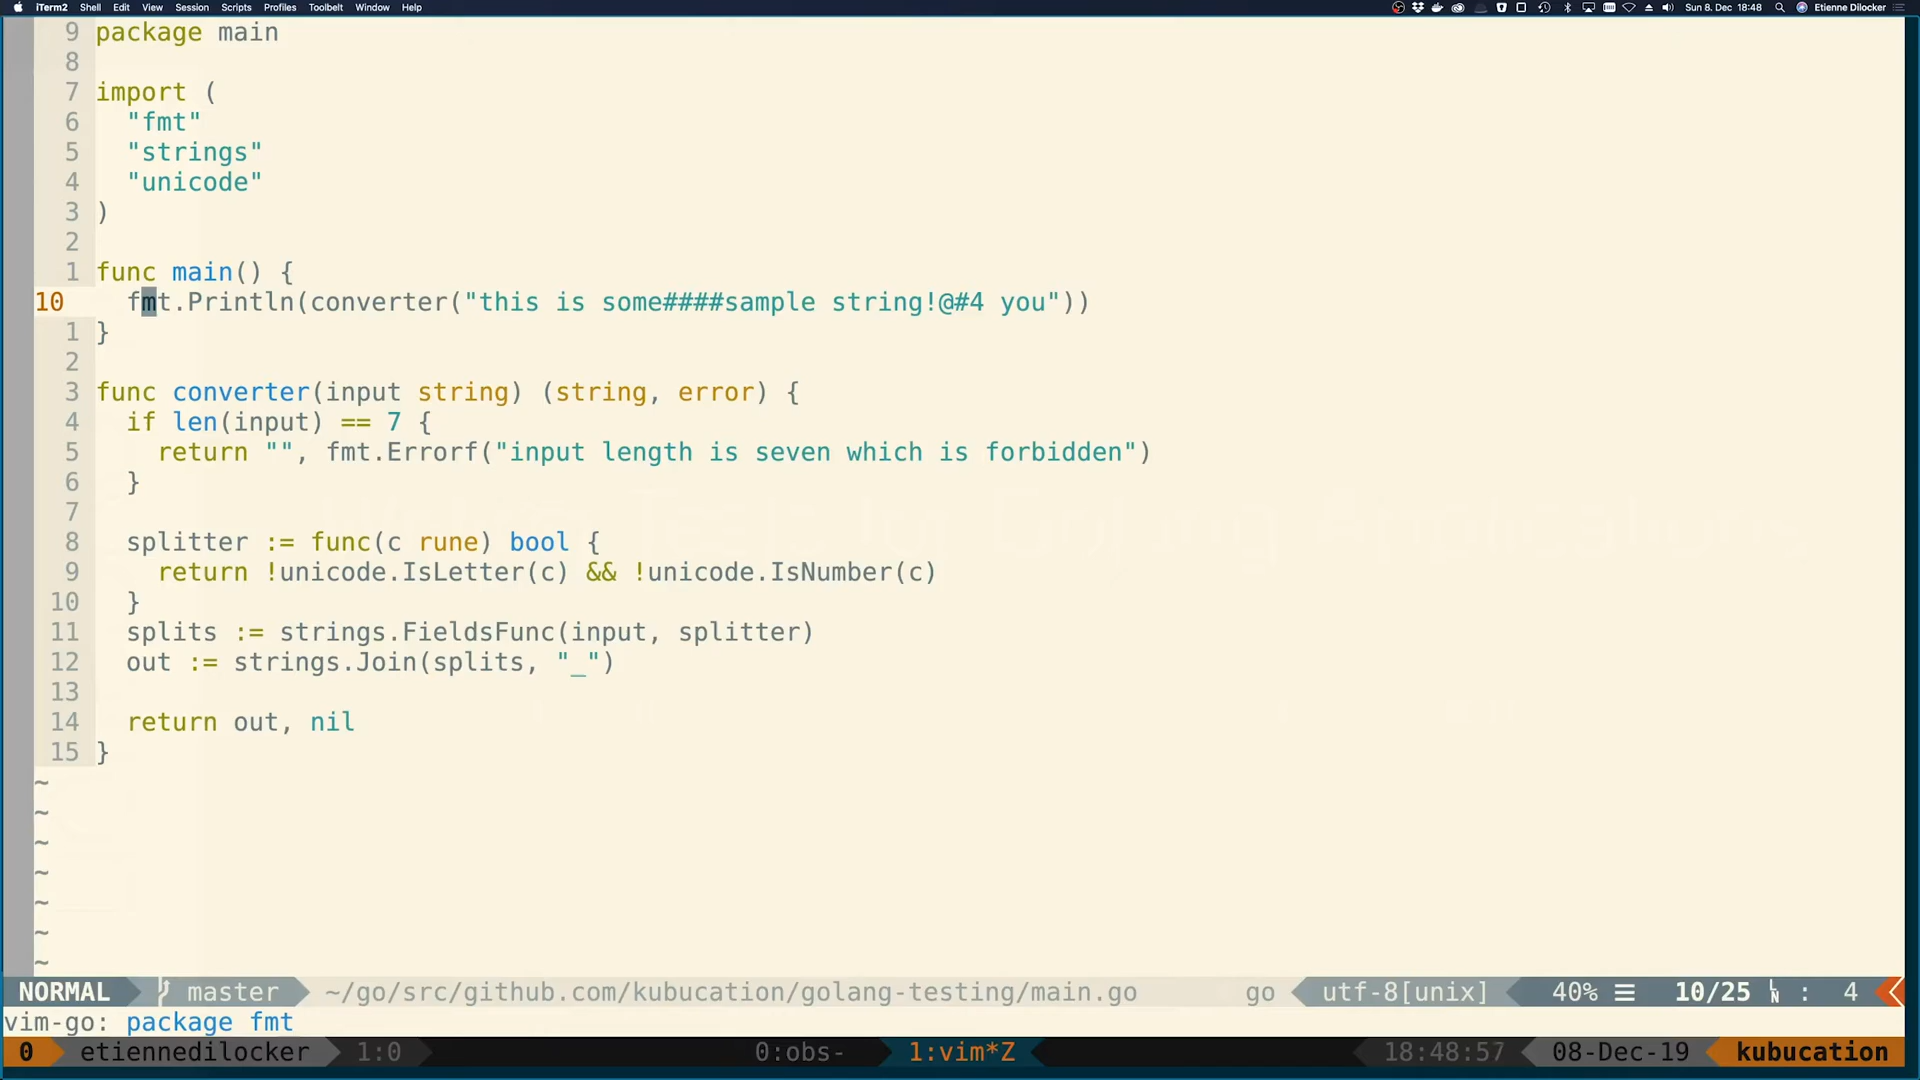 iTerm2 Shell Edit View Session Scripts Profiles Toolbelt Window Help Sun 8. Dec 18:48 Etienne Dilocker
9 package main
8
7 import (
6 "fmt"
5 "strings"
4 "unicode"
3 )
2
1 func main() {
10 fmt.Println(converter("this is some####sample string!@#4 you"))
1 }
2
3 func converter(input string) (string, error) {
4 if len(input) == 7 {
5 return "", fmt.Errorf("input length is seven which is forbidden")
6 }
7
8 splitter := func(c rune) bool {
9 return !unicode.IsLetter(c) && !unicode.IsNumber(c)
10 }
11 splits := strings.FieldsFunc(input, splitter)
12 out := strings.Join(splits, "_")
13
14 return out, nil
15 }
~
~
~
~
~
~
~
NORMAL master ~/go/src/github.com/kubucation/golang-testing/main.go go utf-8[unix] 40% ☰ 10/25 ㏑ : 4
vim-go: package fmt
0 etiennedilocker 1:0 0:obs- 1:vim*Z 18:48:57 08-Dec-19 kubucation